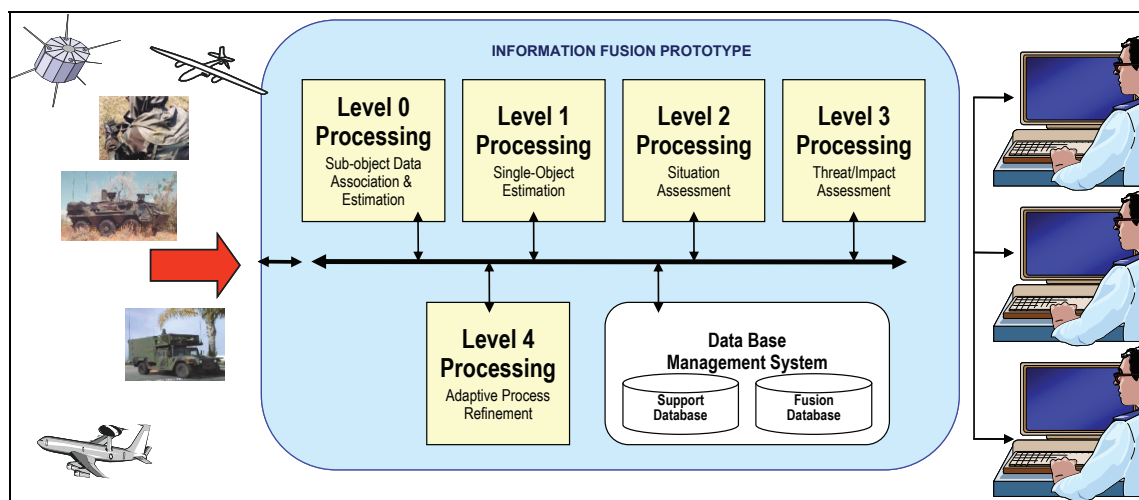 INFORMATION FUSION PROTOTYPE
Level 0
Processing
Sub-object Data
Association &
Estimation
Level 1
Processing
Single-Object
Estimation
Level 2
Processing
Situation
Assessment
Level 3
Processing
Threat/Impact
Assessment
Level 4
Processing
Adaptive Process
Refinement
Data Base
Management System
Support
Database
Fusion
Database